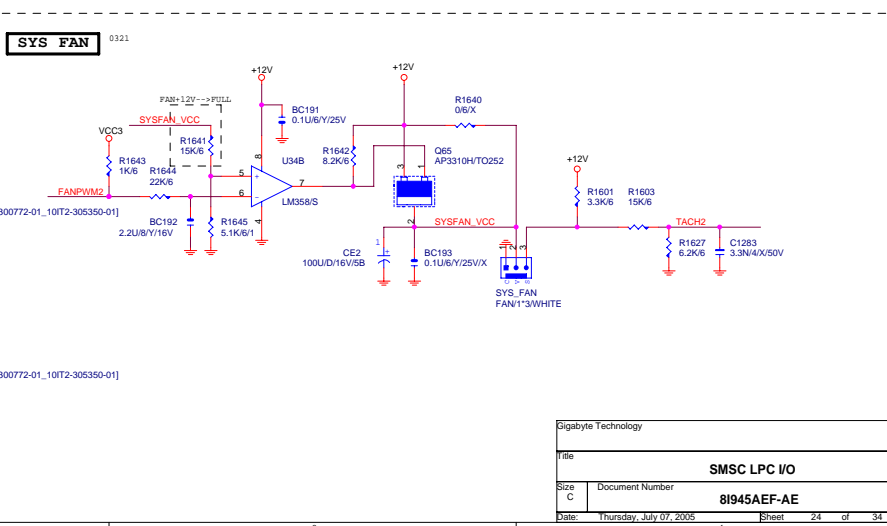 SYS FAN 0321
+12V
+12V
FAN+12V-->FULL
R1640
0/6/X
BC191
0.1U/6/Y/25V
SYSFAN_VCC
VCC3
R1641
15K/6
8
U34B
R1642
8.2K/6
3
1
Q65
AP3310H/TO252
R1643
1K/6
R1644
22K/6
5
+
7
6
-
LM358/S
4
+12V
FANPWM2
R1601
3.3K/6
R1603
15K/6
300772-01_10IT2-305350-01]
BC192
2.2U/8/Y/16V
R1645
5.1K/6/1
2
SYSFAN_VCC
TACH2
1
+
CE2
100U/D/16V/5B
BC193
0.1U/6/Y/25V/X
1
2
3
R1627
6.2K/6
C1283
3.3N/4/X/50V
SYS_FAN
FAN/1*3/WHITE
300772-01_10IT2-305350-01]
Gigabyte Technology
Title
SMSC LPC I/O
Size
C
Document Number
8I945AEF-AE
Date: Thursday, July 07, 2005 Sheet 24 of 34